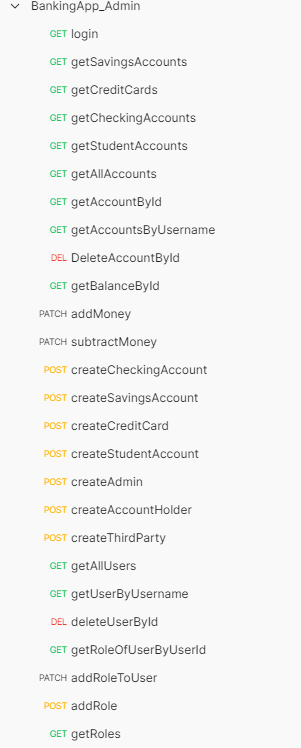 BankingApp_Admin
GET login
GET getSavingsAccounts
GET getCreditCards
GET getCheckingAccounts
GET getStudentAccounts
GET getAllAccounts
GET getAccountById
GET getAccountsByUsername
DEL DeleteAccountById
GET getBalanceById
PATCH addMoney
PATCH subtractMoney
POST createCheckingAccount
POST createSavingsAccount
POST createCreditCard
POST createStudentAccount
POST createAdmin
POST createAccountHolder
POST createThirdParty
GET getAllUsers
GET getUserByUsername
DEL deleteUserById
GET getRoleOfUserByUserId
PATCH addRoleToUser
POST addRole
GET getRoles